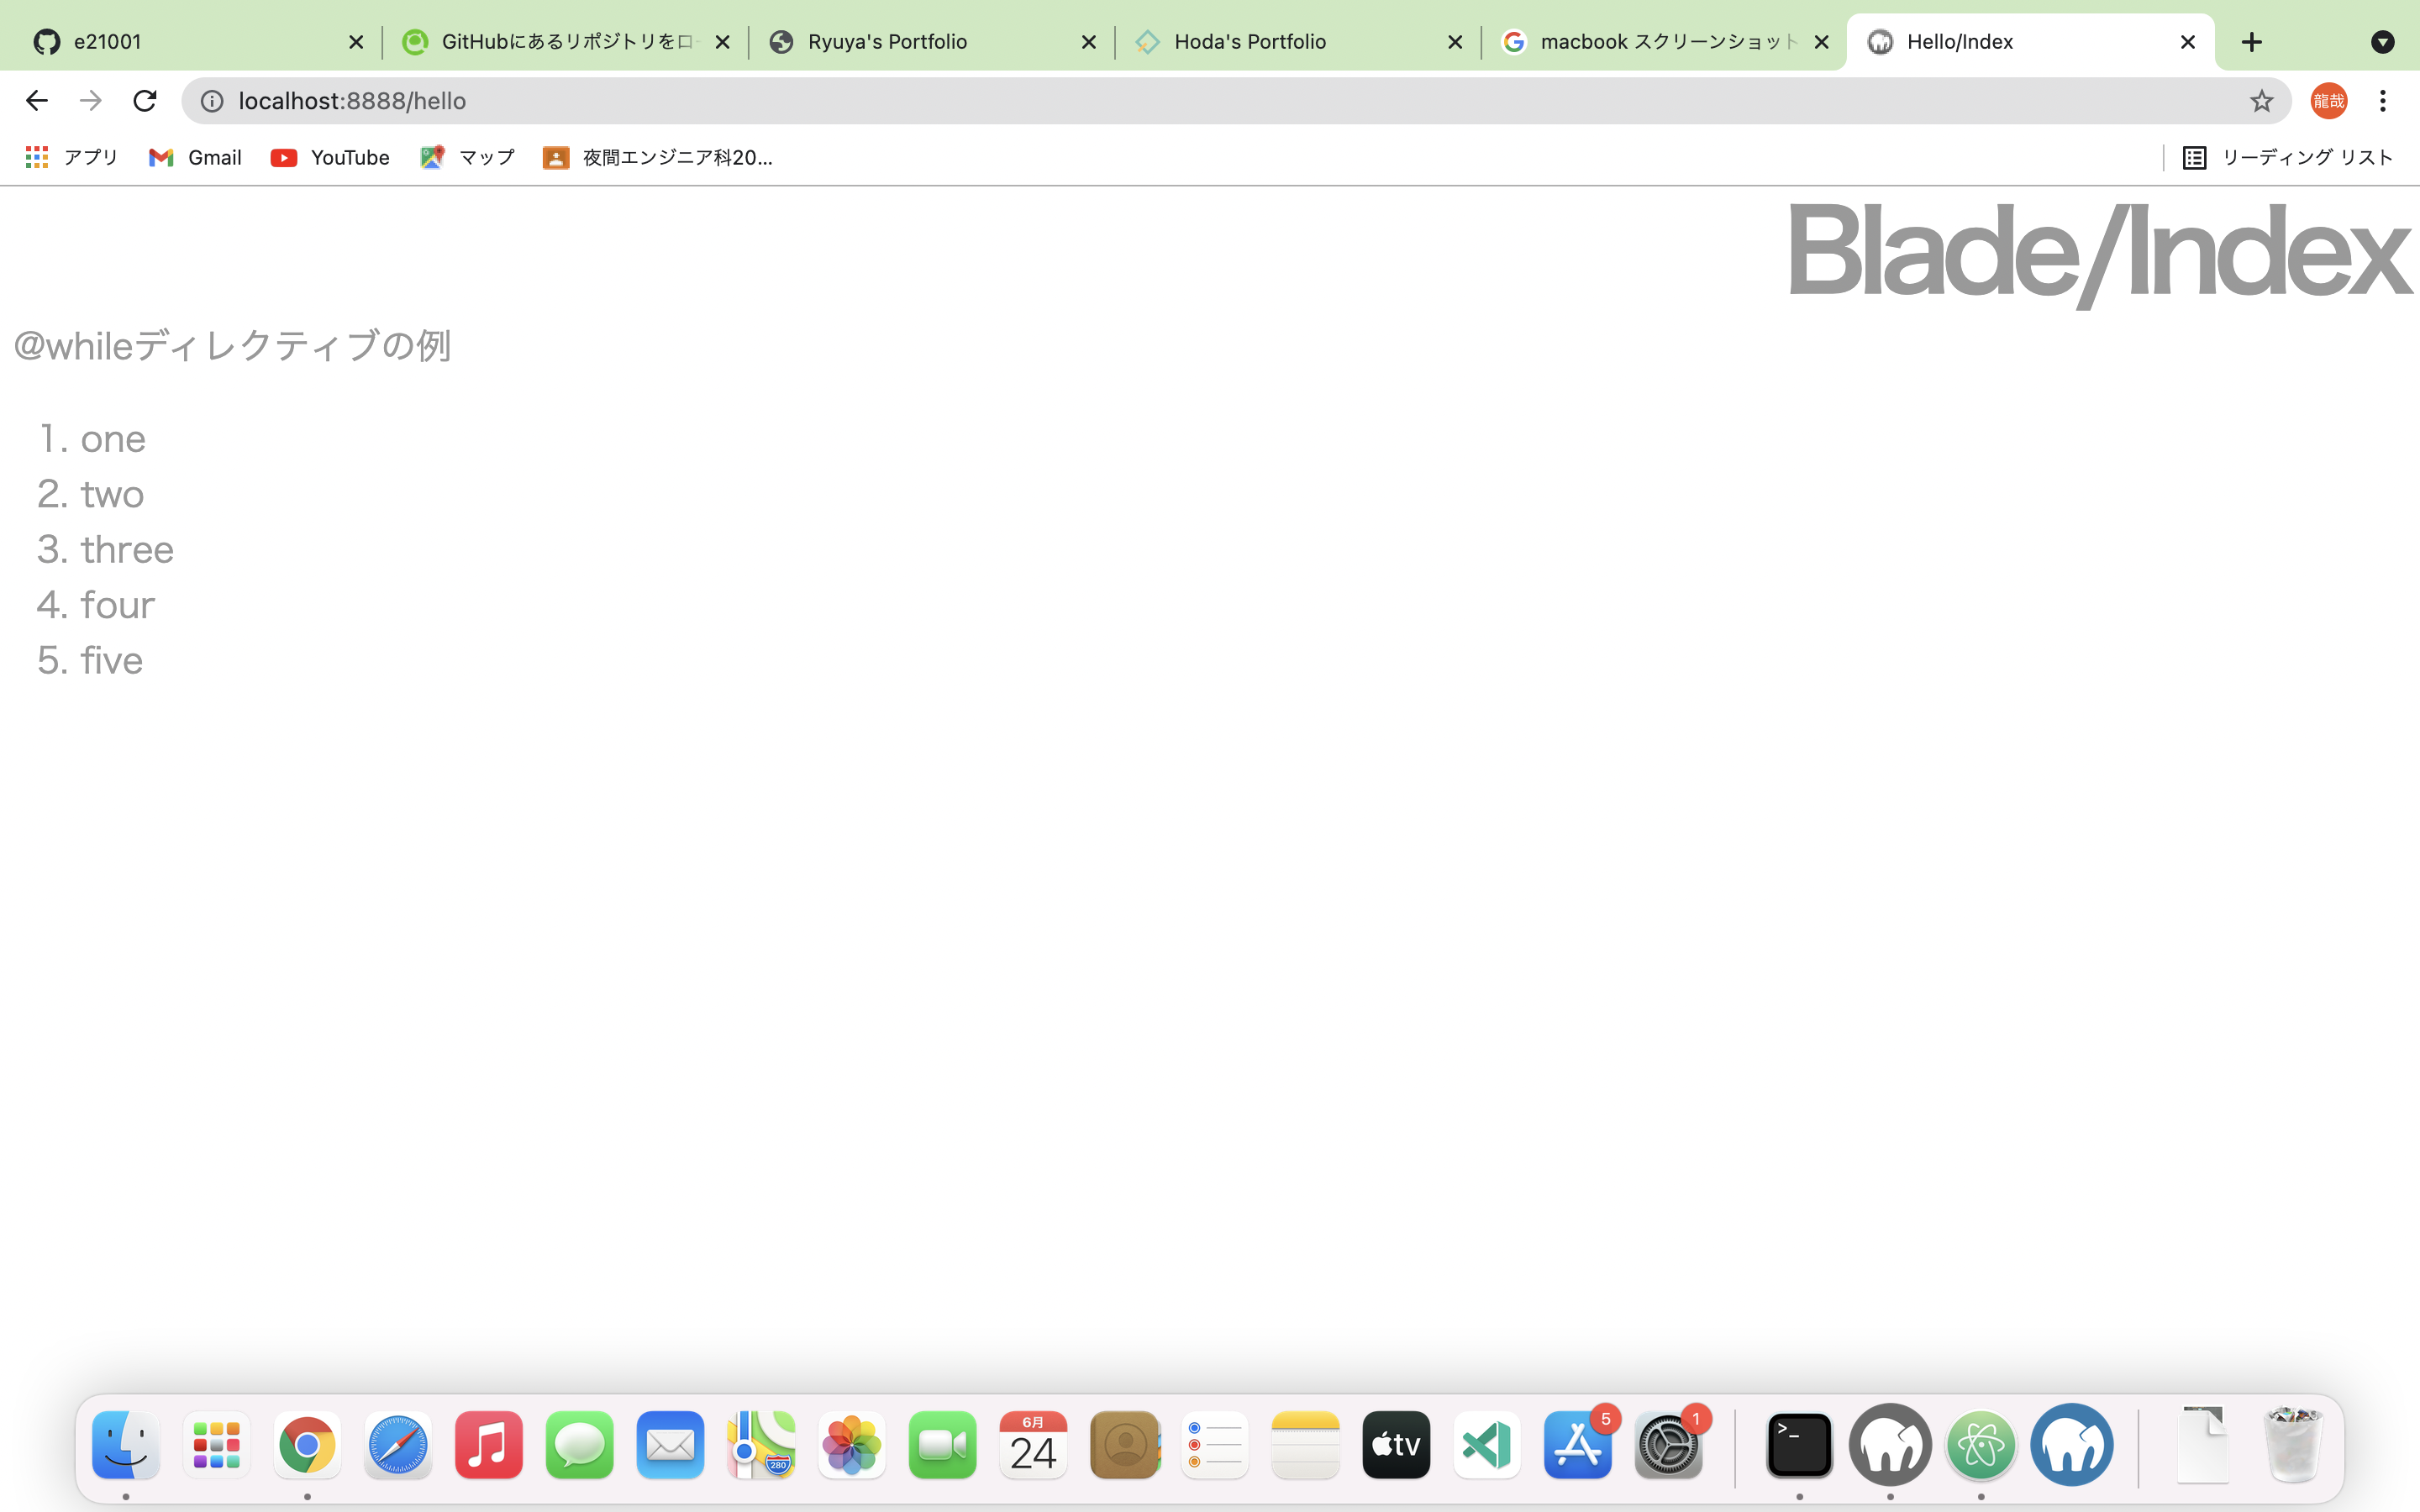 e21001
GitHubにあるリポジトリをロ
Ryuya's Portfolio
Hoda's Portfolio
macbook スクリーンショット
Hello/Index
localhost:8888/hello
龍哉
アプリ
Gmail
YouTube
マップ
夜間エンジニア科20...
リーディング リスト
Blade/Index
@whileディレクティブの例
1. one
2. two
3. three
4. four
5. five
280
6月
24
tv
5
1
>_